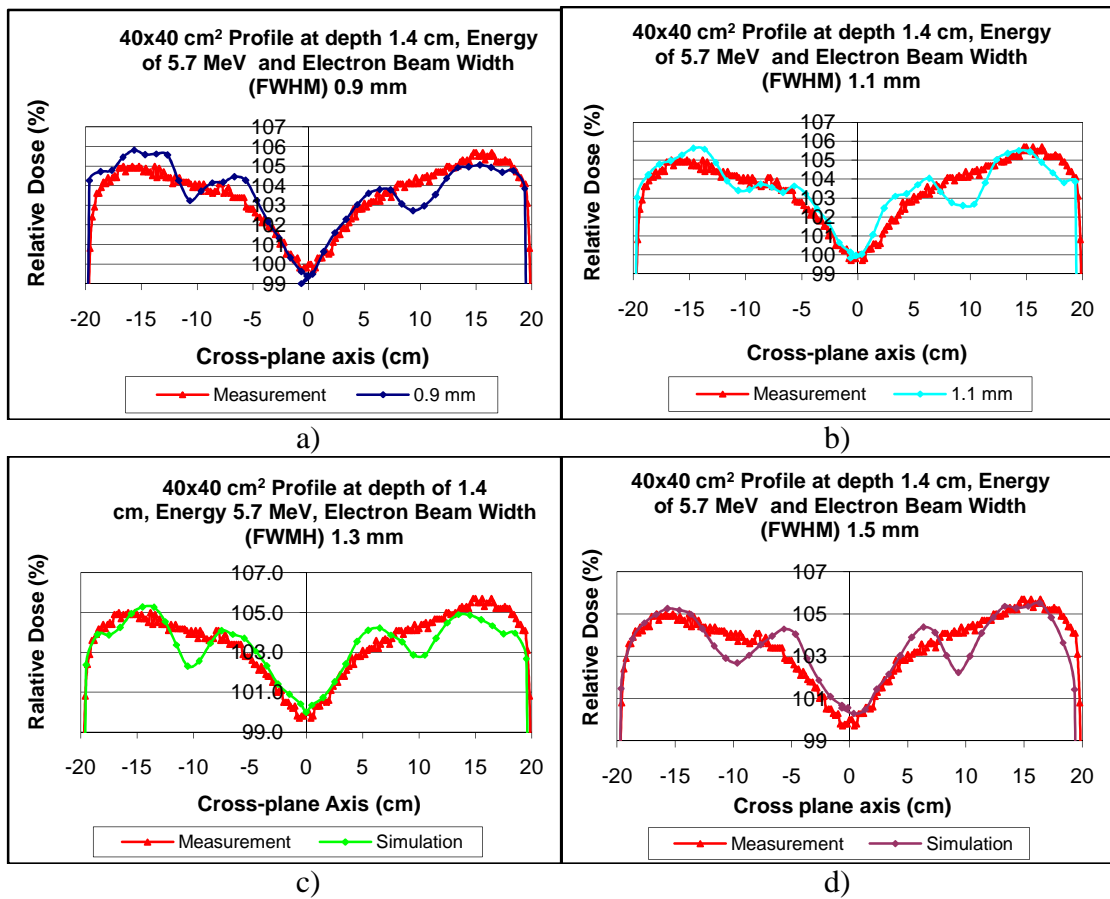 40x40 cm² Profile at depth 1.4 cm, Energy
of 5.7 MeV and Electron Beam Width
(FWHM) 0.9 mm
107
106
105
104
103
102
101
100
99
-20 -15 -10 -5 0 5 10 15 20
Relative Dose (%)
Cross-plane axis (cm)
Measurement 0.9 mm
a)
40x40 cm² Profile at depth 1.4 cm, Energy
of 5.7 MeV and Electron Beam Width
(FWHM) 1.1 mm
107
106
105
104
103
102
101
100
99
-20 -15 -10 -5 0 5 10 15 20
Relative Dose (%)
Cross-plane axis (cm)
Measurement 1.1 mm
b)
40x40 cm² Profile at depth of 1.4
cm, Energy 5.7 MeV, Electron Beam Width
(FWMH) 1.3 mm
107.0
105.0
103.0
101.0
99.0
-20 -15 -10 -5 0 5 10 15 20
Ralative Dose (%)
Cross-plane Axis (cm)
Measurement Simulation
c)
40x40 cm² Profile at depth 1.4 cm, Energy
of 5.7 MeV and Electron Beam Width
(FWHM) 1.5 mm
107
105
103
101
99
-20 -15 -10 -5 0 5 10 15 20
Relative Dose (%)
Cross plane axis (cm)
Measurement Simulation
d)